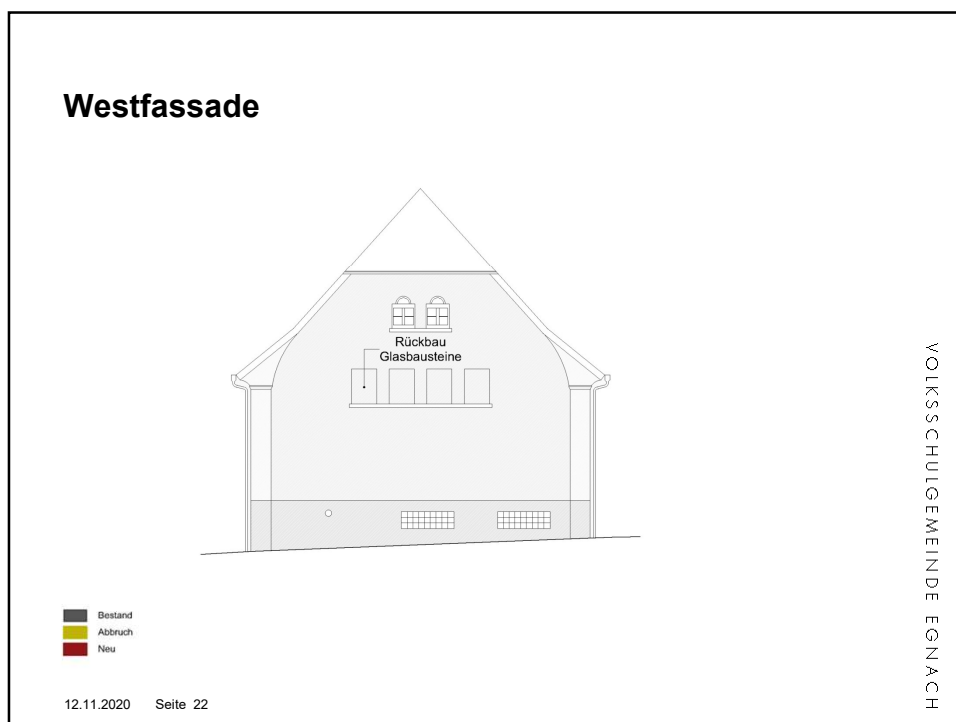 Westfassade
Rückbau
Glasbausteine
Bestand
Abbruch
Neu
12.11.2020 Seite 22
VOLKSSCHULGEMEINDE EGNACH